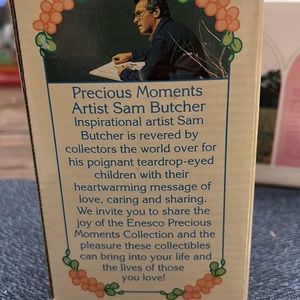 Precious Moments
Artist Sam Butcher
Inspirational artist Sam
Butcher is revered by
collectors the world over for
his poignant teardrop-eyed
children with their
heartwarming message of
love, caring and sharing.
We invite you to share the
joy of the Enesco Precious
Moments Collection and the
pleasure these collectibles
can bring into your life and
the lives of those
you love!